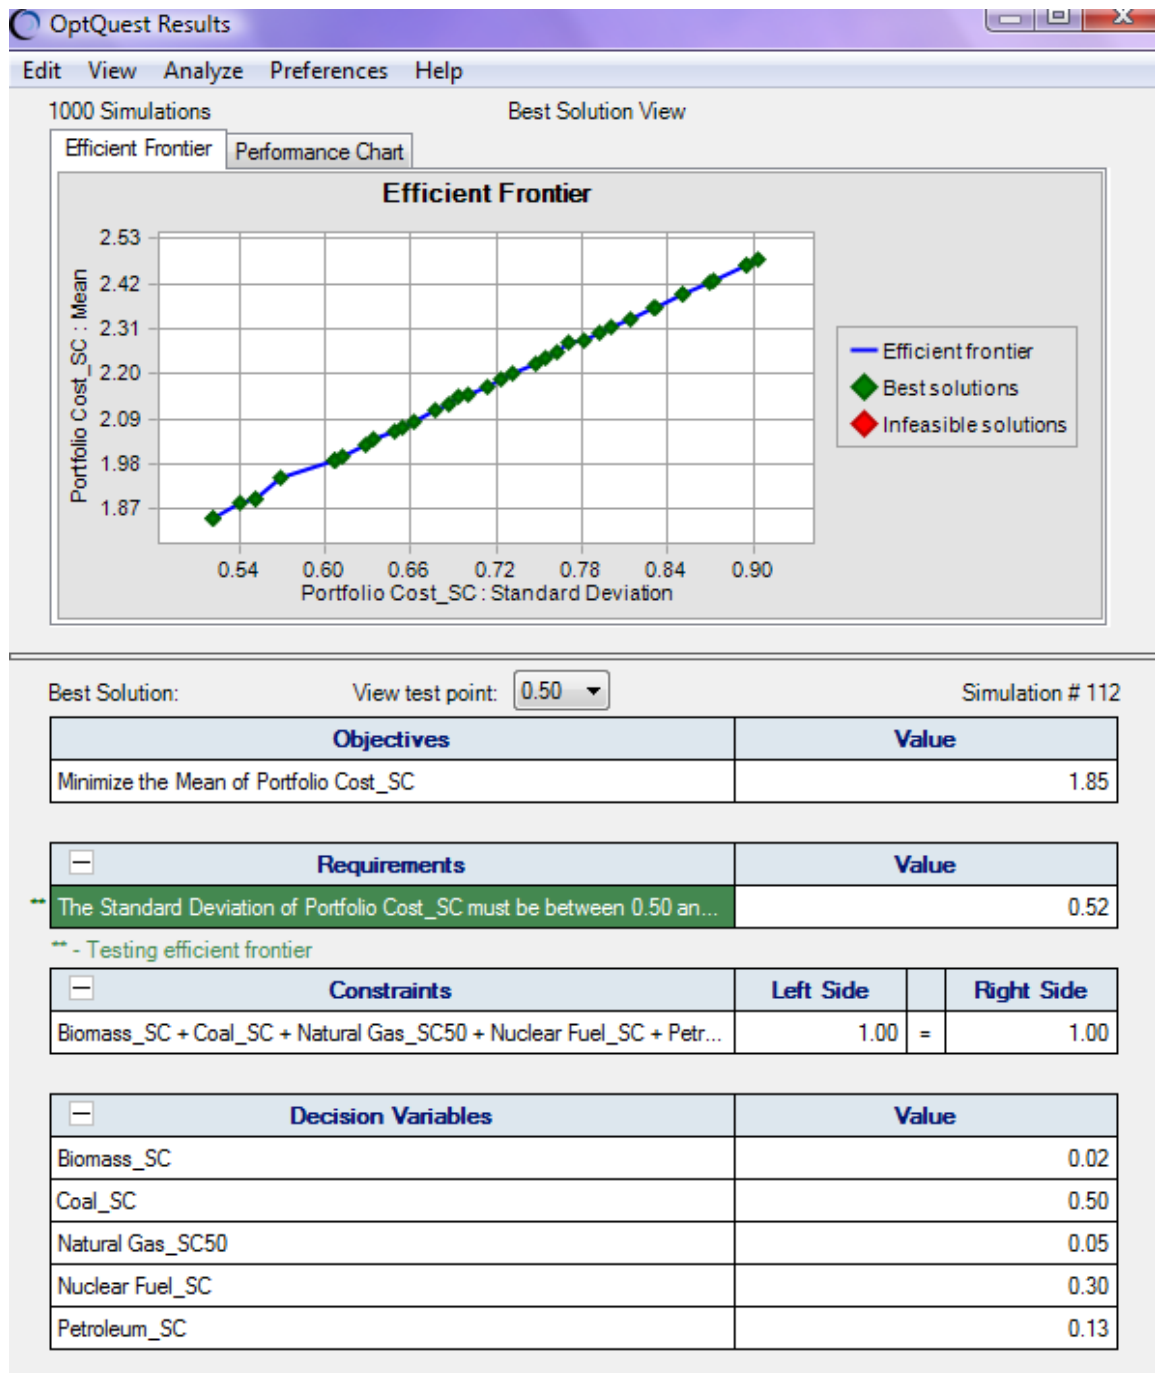 OptQuest Results
Edit View Analyze Preferences Help
1000 Simulations Best Solution View
Efficient Frontier Performance Chart
Efficient Frontier
Portfolio Cost_SC : Mean
2.53
2.42
2.31
2.20
2.09
1.98
1.87
0.54 0.60 0.66 0.72 0.78 0.84 0.90
Portfolio Cost_SC : Standard Deviation
Efficient frontier
Best solutions
Infeasible solutions
Best Solution: View test point: 0.50 Simulation # 112
Objectives Value
Minimize the Mean of Portfolio Cost_SC 1.85
Requirements Value
** The Standard Deviation of Portfolio Cost_SC must be between 0.50 an... 0.52
** - Testing efficient frontier
Constraints Left Side Right Side
Biomass_SC + Coal_SC + Natural Gas_SC50 + Nuclear Fuel_SC + Petr... 1.00 = 1.00
Decision Variables Value
Biomass_SC 0.02
Coal_SC 0.50
Natural Gas_SC50 0.05
Nuclear Fuel_SC 0.30
Petroleum_SC 0.13